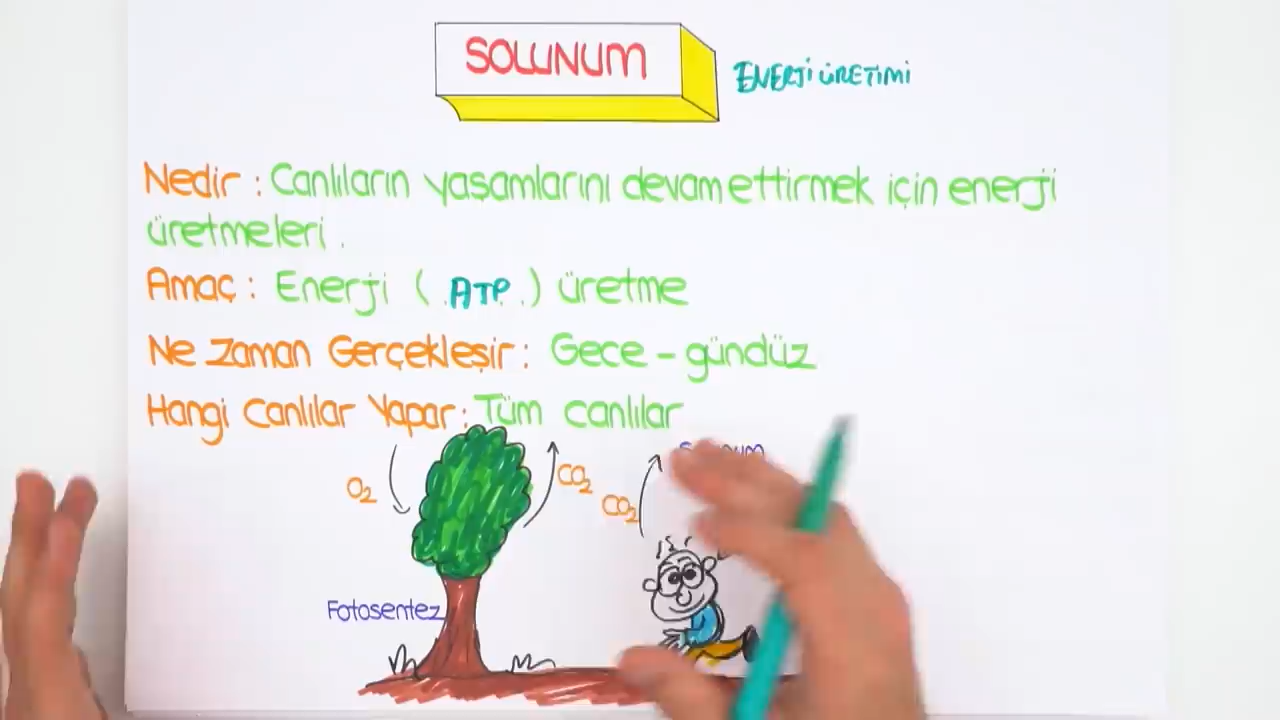 SOLUNUM
ENERJİ ÜRETİMİ
Nedir : Canlıların yaşamlarını devam ettirmek için enerji
üretmeleri .
Amaç : Enerji ( . ATP . ) üretme
Ne Zaman Gerçekleşir : Gece - gündüz
Hangi Canlılar Yapar : Tüm canlılar
O₂
CO₂
CO₂
Fotosentez